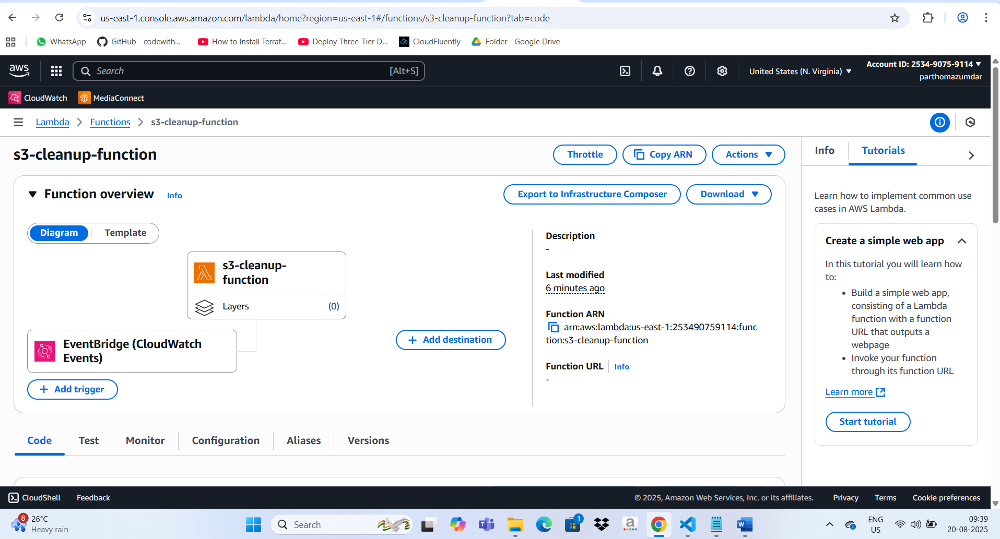 us-east-1.console.aws.amazon.com/lambda/home?region=us-east-1#/functions/s3-cleanup-function?tab=code
WhatsApp
GitHub - codewith...
How to Install Terraf...
Deploy Three-Tier D...
CloudFluently
Folder - Google Drive
aws
Search
[Alt+S]
United States (N. Virginia)
Account ID: 2534-9075-9114
parthomazumdar
CloudWatch
MediaConnect
Lambda
Functions
s3-cleanup-function
s3-cleanup-function
Throttle
Copy ARN
Actions
Function overview
Info
Export to Infrastructure Composer
Download
Diagram
Template
s3-cleanup-
function
Layers
(0)
EventBridge (CloudWatch
Events)
+ Add trigger
+ Add destination
Description
-
Last modified
6 minutes ago
Function ARN
arn:aws:lambda:us-east-1:253490759114:func
tion:s3-cleanup-function
Function URL
Info
-
Code
Test
Monitor
Configuration
Aliases
Versions
Info
Tutorials
Learn how to implement common use
cases in AWS Lambda.
Create a simple web app
In this tutorial you will learn how
to:
• Build a simple web app,
consisting of a Lambda
function with a function
URL that outputs a
webpage
• Invoke your function
through its function URL
Learn more
Start tutorial
CloudShell
Feedback
© 2025, Amazon Web Services, Inc. or its affiliates.
Privacy
Terms
Cookie preferences
8
26°C
Heavy rain
Search
T
1
a
W
ENG
US
09:39
20-08-2025